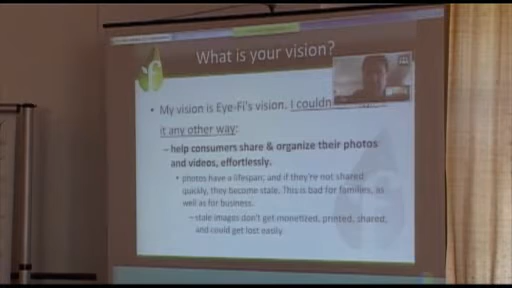 What is your vision?
• My vision is Eye-Fi's vision. I couldn
it any other way:
– help consumers share & organize their photos
and videos, effortlessly.
• photos have a lifespan, and if they're not shared
quickly, they become stale. This is bad for families, as
well as for business.
– stale images don't get monetized, printed, shared,
and could get lost easily